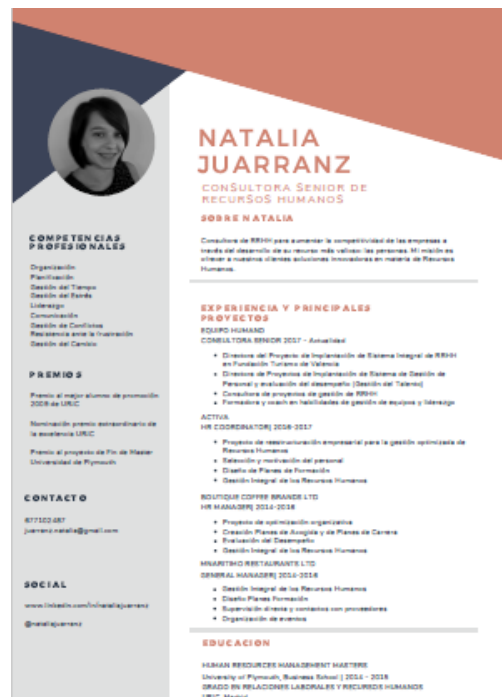 NATALIA
JUARRANZ
CONSULTORA SENIOR DE
RECURSOS HUMANOS
SOBRE NATALIA
Consultora de RRHH para aumentar la competitividad de las empresas a
través del desarrollo de su recurso más valioso: las personas. Mi misión es
ofrecer a nuestros clientes soluciones innovadoras en materia de Recursos
Humanos.
COMPETENCIAS
PROFESIONALES
Organización
Planificación
Gestión del Tiempo
Gestión del Estrés
Liderazgo
Comunicación
Gestión de Conflictos
Resistencia ante la frustración
Gestión del Cambio
PREMIOS
Premio al mejor alumno de promoción
2008 de URJC
Nominación premio extraordinario de
la excelencia URJC
Premio al proyecto de Fin de Master
Universidad de Plymouth
CONTACTO
677102487
juarranz.natalia@gmail.com
SOCIAL
www.linkedin.com/in/nataliajuarranz
@nataliajuarranz
EXPERIENCIA Y PRINCIPALES
PROYECTOS
EQUIPO HUMANO
CONSULTORA SENIOR 2017 - Actualidad
Directora del Proyecto de Implantación de Sistema Integral de RRHH
en Fundación Turismo de Valencia
Directora de Proyectos de Implantación de Sistema de Gestión de
Personal y evaluación del desempeño (Gestión del Talento)
Consultora de proyectos de gestión de RRHH
Formadora y coach en habilidades de gestión de equipos y liderazgo
ACTIVA
HR COORDINATOR| 2016-2017
Proyecto de reestructuración empresarial para la gestión optimizada de
Recursos Humanos
Selección y motivación del personal
Diseño de Planes de Formación
Gestión Integral de los Recursos Humanos
BOUTIQUE COFFEE BRANDS LTD
HR MANAGER| 2014-2016
Proyecto de optimización organizativa
Creación Planes de Acogida y de Planes de Carrera
Evaluación del Desempeño
Gestión Integral de los Recursos Humanos
MNARITIMO RESTAURANTS LTD
GENERAL MANAGER| 2014-2016
Gestión Integral de los Recursos Humanos
Diseño Planes Formación
Supervisión directa y contactos con proveedores
Organización de eventos
EDUCACION
HUMAN RESOURCES MANAGEMENT MASTERS
University of Plymouth, Business School | 2014 - 2015
GRADO EN RELACIONES LABORALES Y RECURSOS HUMANOS